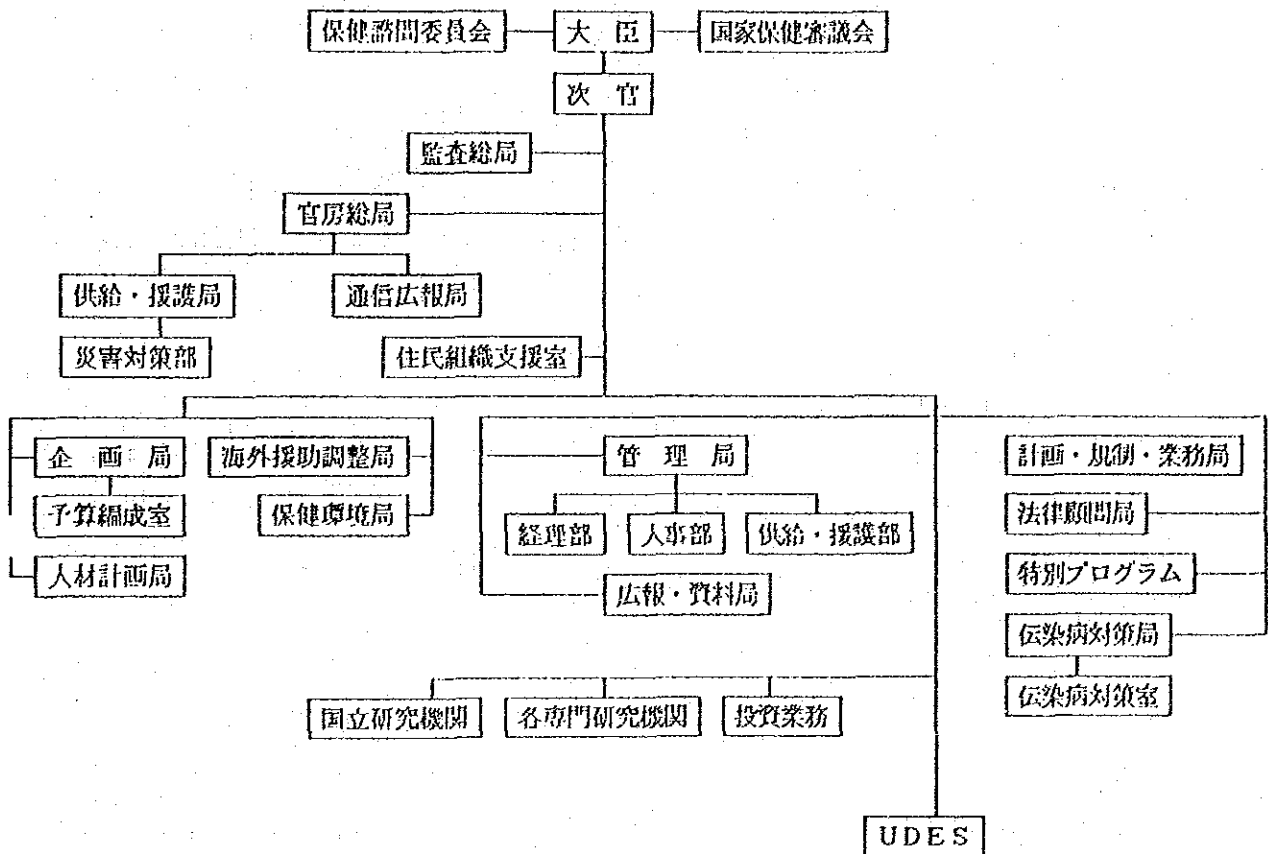 保健諮問委員会 大臣 国家保健審議会
次官
監査総局
官房総局
供給・援護局 通信広報局
災害対策部 住民組織支援室
企画局 海外援助調整局 管理局 計画・規制・業務局
予算編成室 保健環境局 経理部 人事部 供給・援護部 法律顧問局
人材計画局 広報・資料局 特別プログラム
伝染病対策局
国立研究機関 各専門研究機関 投資業務 伝染病対策室
UDES